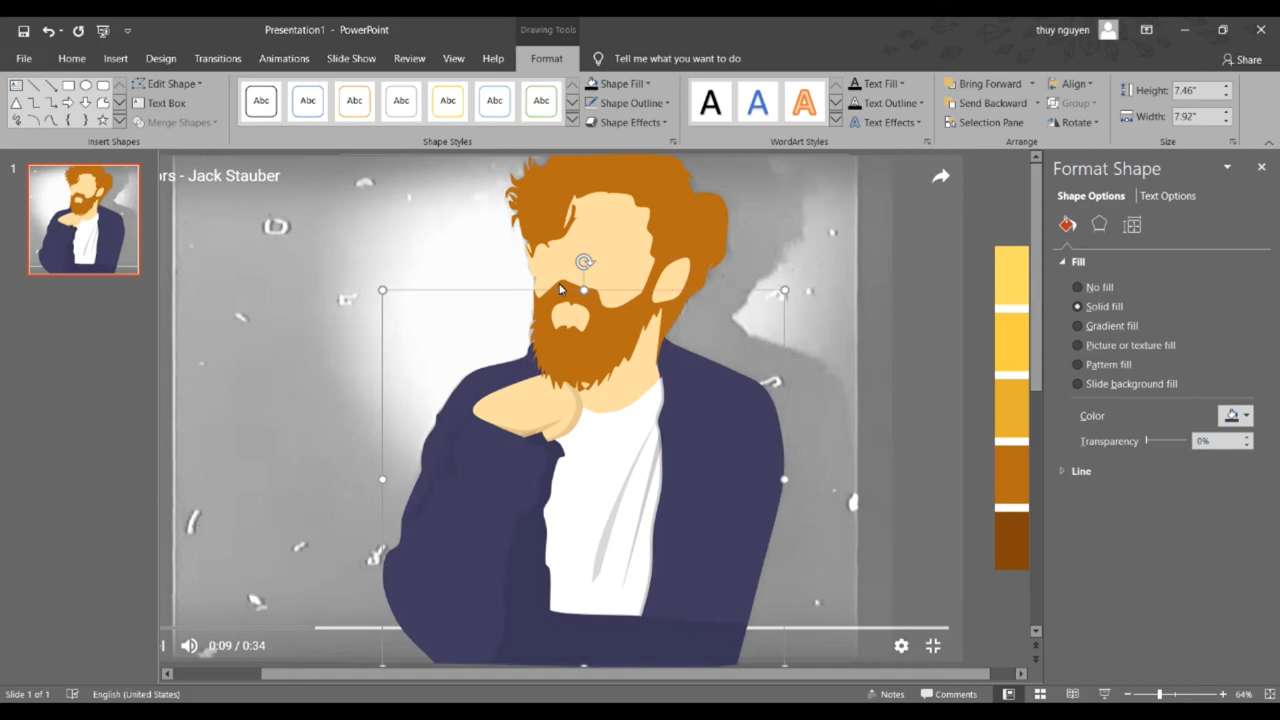 Presentation1 - PowerPoint
Drawing Tools
thuy nguyen
File Home Insert Design Transitions Animations Slide Show Review View Help Format Tell me what you want to do Share
Edit Shape
Text Box
Merge Shapes
Insert Shapes
Abc Abc Abc Abc Abc Abc Abc
Shape Fill
Shape Outline
Shape Effects
Shape Styles
A A A
Text Fill
Text Outline
Text Effects
WordArt Styles
Bring Forward
Send Backward
Selection Pane
Align
Group
Rotate
Arrange
Height: 7.46"
Width: 7.92"
Size
1
rs - Jack Stauber
0:09 / 0:34
Format Shape
Shape Options Text Options
Fill
No fill
Solid fill
Gradient fill
Picture or texture fill
Pattern fill
Slide background fill
Color
Transparency 0%
Line
Slide 1 of 1 English (United States) Notes Comments 64%